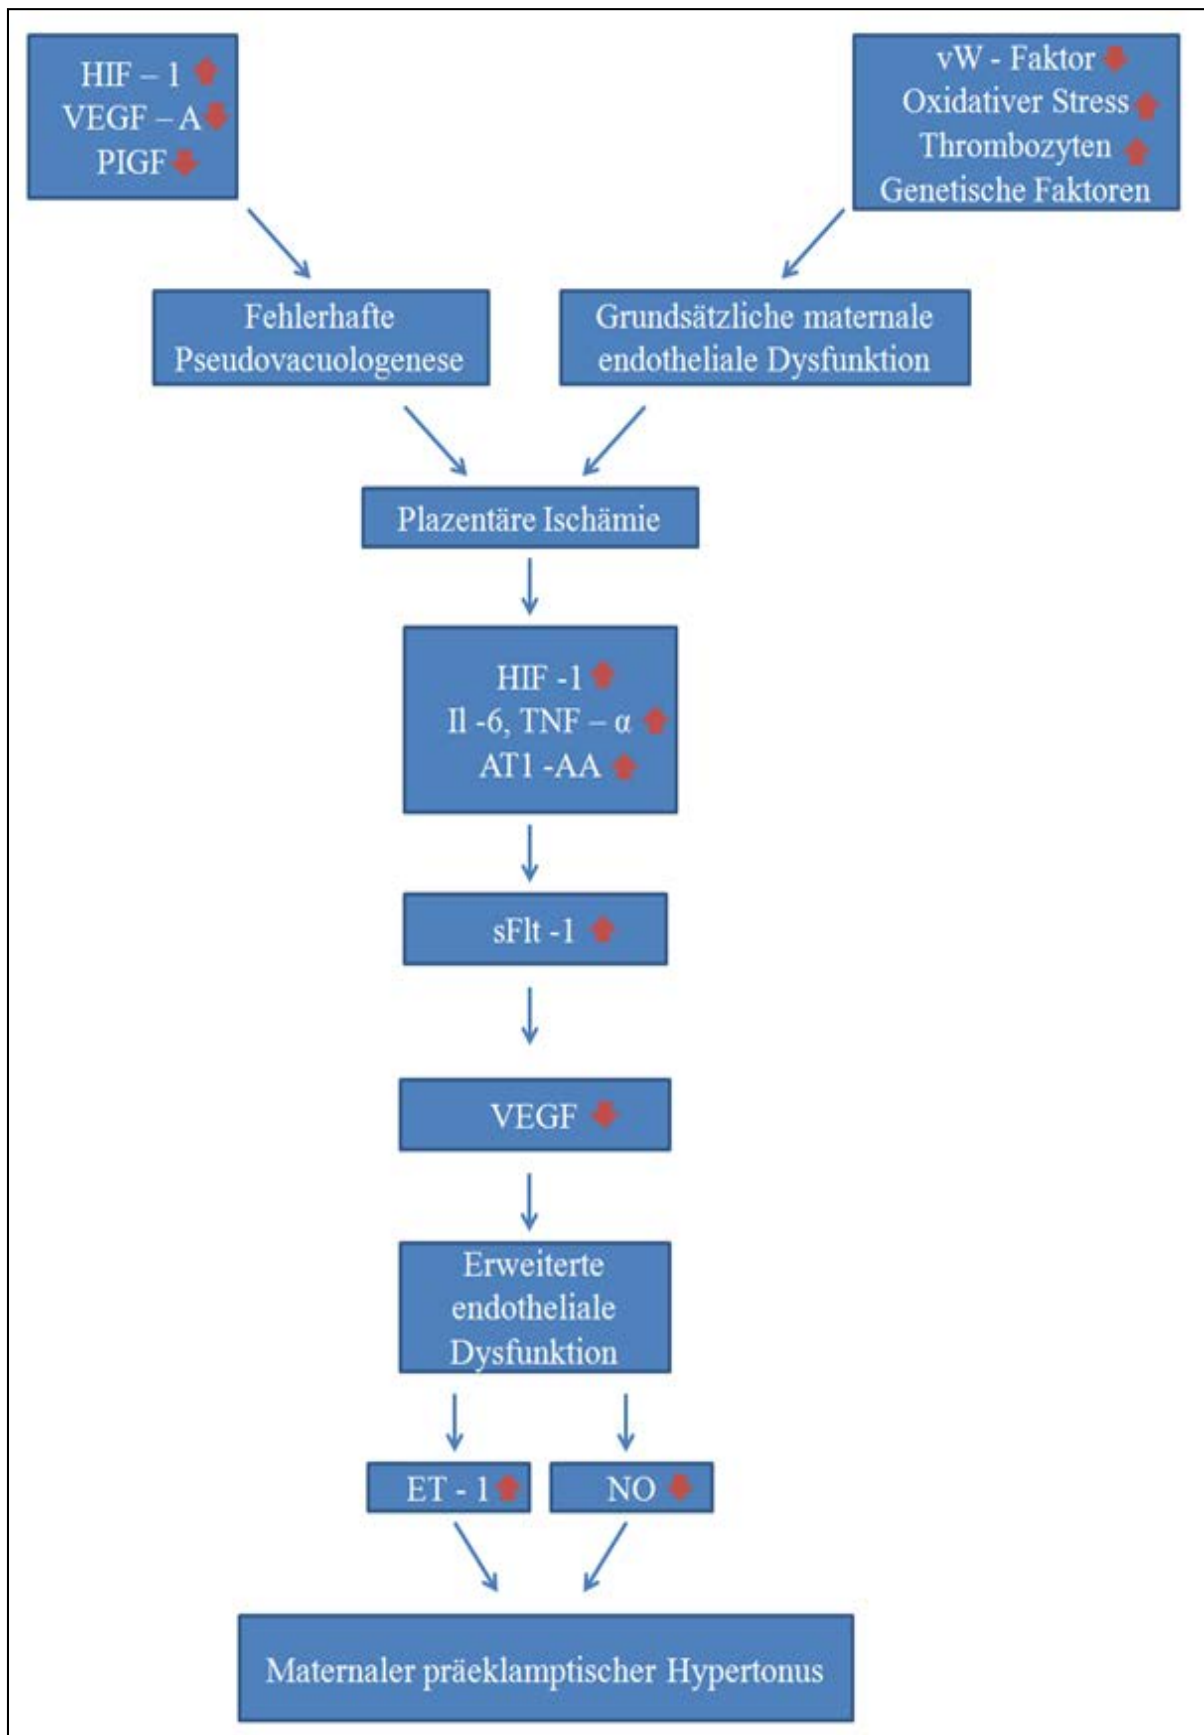 HIF – 1
VEGF – A
PIGF
vW - Faktor
Oxidativer Stress
Thrombozyten
Genetische Faktoren
Fehlerhafte
Pseudovacuologenese
Grundsätzliche maternale
endotheliale Dysfunktion
Plazentäre Ischämie
HIF -1
Il -6, TNF – α
AT1 -AA
sFlt -1
VEGF
Erweiterte
endotheliale
Dysfunktion
ET - 1
NO
Maternaler präeklamptischer Hypertonus